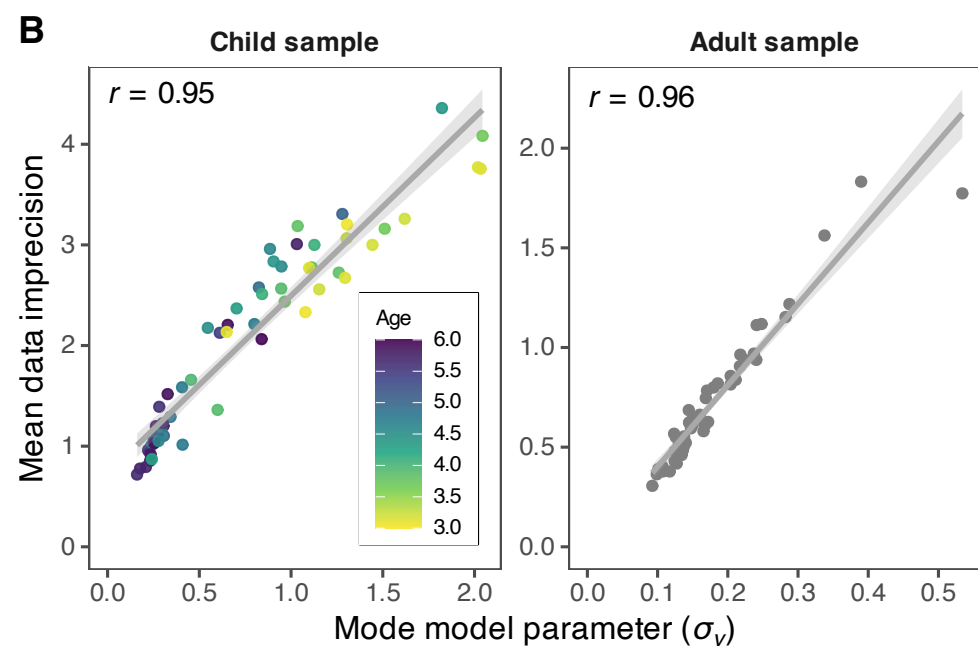 B
Child sample
Adult sample
r = 0.95
r = 0.96
Mean data imprecision
4
3
2
1
0
2.0
1.5
1.0
0.5
0.0
Age
6.0
5.5
5.0
4.5
4.0
3.5
3.0
0.0 0.5 1.0 1.5 2.0
0.0 0.1 0.2 0.3 0.4 0.5
Mode model parameter (σᵥ)